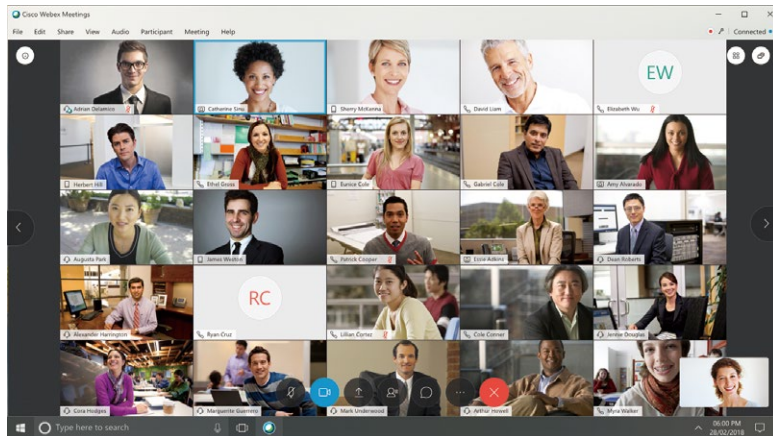 Cisco Webex Meetings
File Edit Share View Audio Participant Meeting Help
Connected
EW
Adrian Delamico
Catherine Sinu
Sherry McKenna
David Liam
Elizabeth Wu
Herbert Hill
Ethel Gross
Eunice Cole
Gabriel Cole
Amy Alvarado
Augusta Park
James Weston
Patrick Cooper
Essie Adkins
Dean Roberts
RC
Alexander Harrington
Ryan Cruz
Lillian
Cole Conner
Jennie Douglas
Cora Hodges
Marguerite Guerrero
Mark Underwood
Arthur Howell
Myra Walker
Type here to search
06:00 PM
28/02/2018